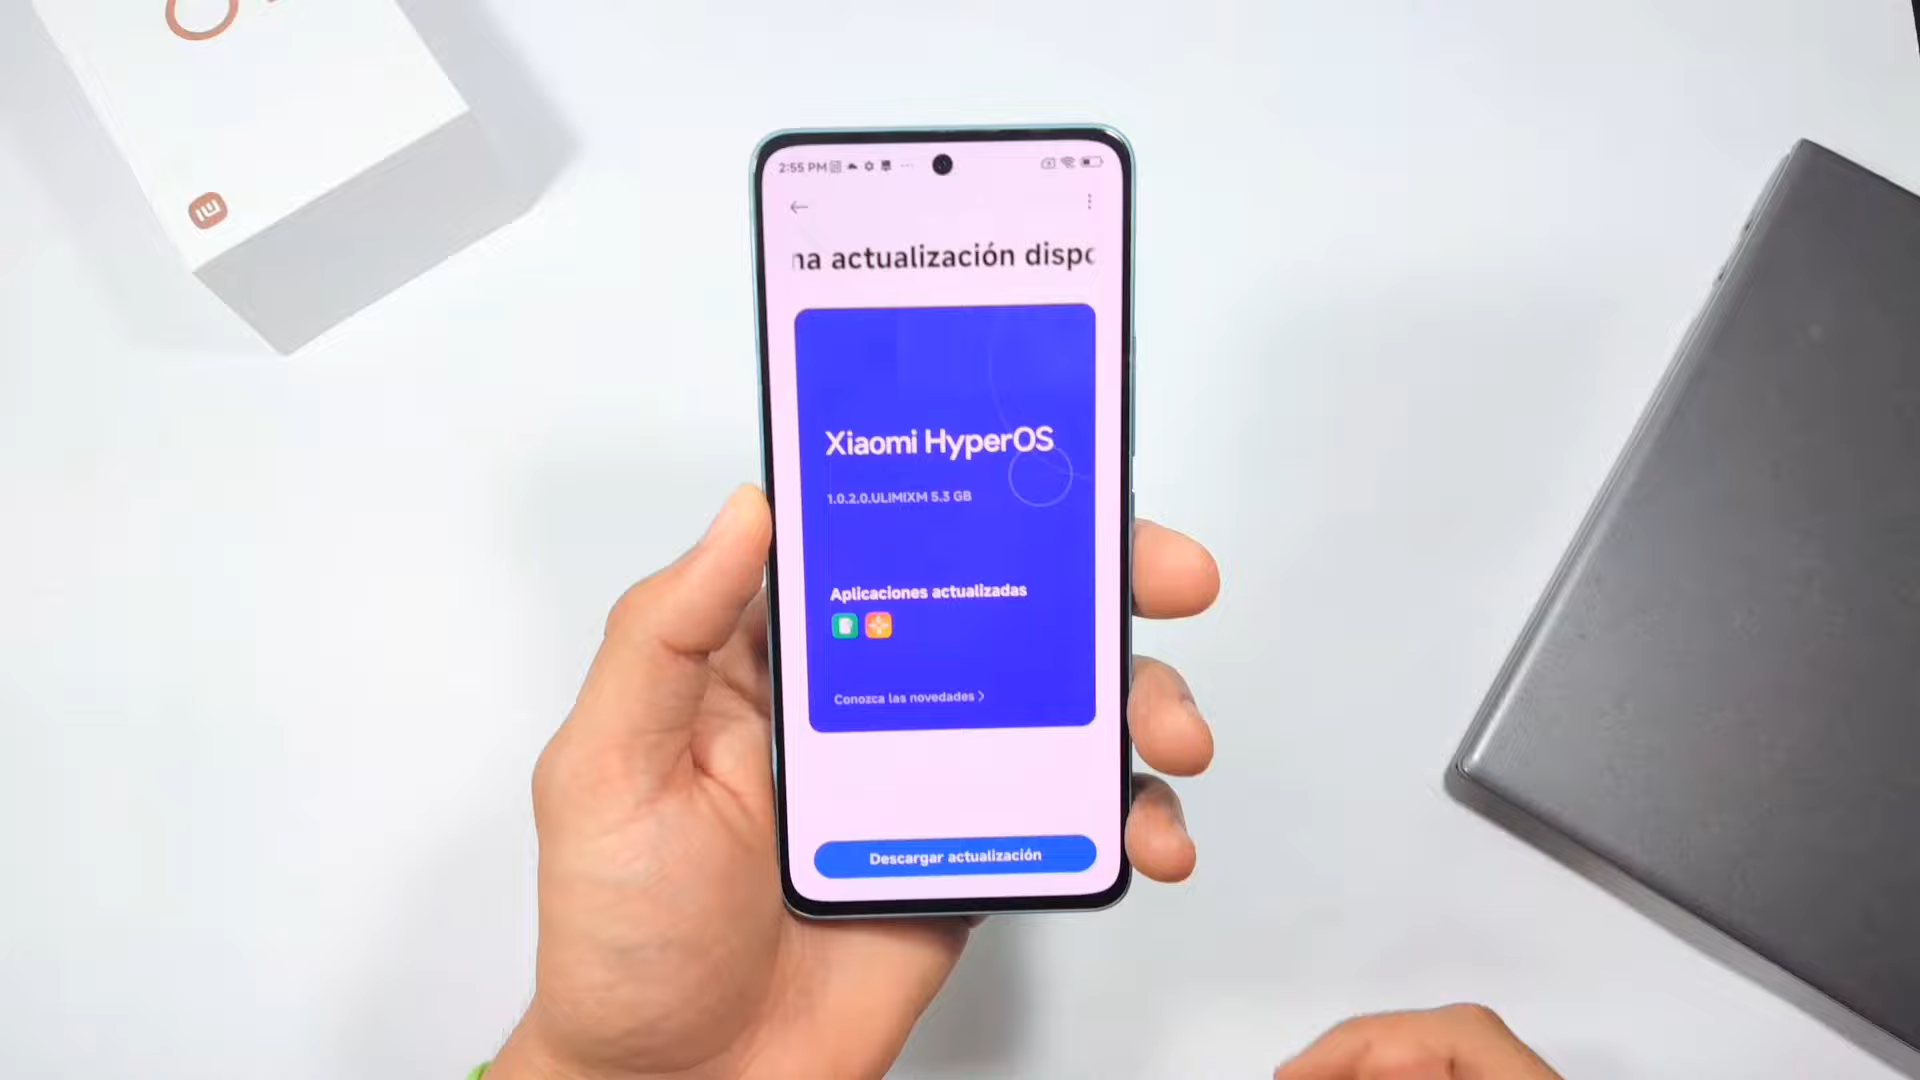 2:55 PM
na actualización dispo
Xiaomi HyperOS
1.0.2.0.ULIMIXM 5.3 GB
Aplicaciones actualizadas
Conozca las novedades
Descargar actualización